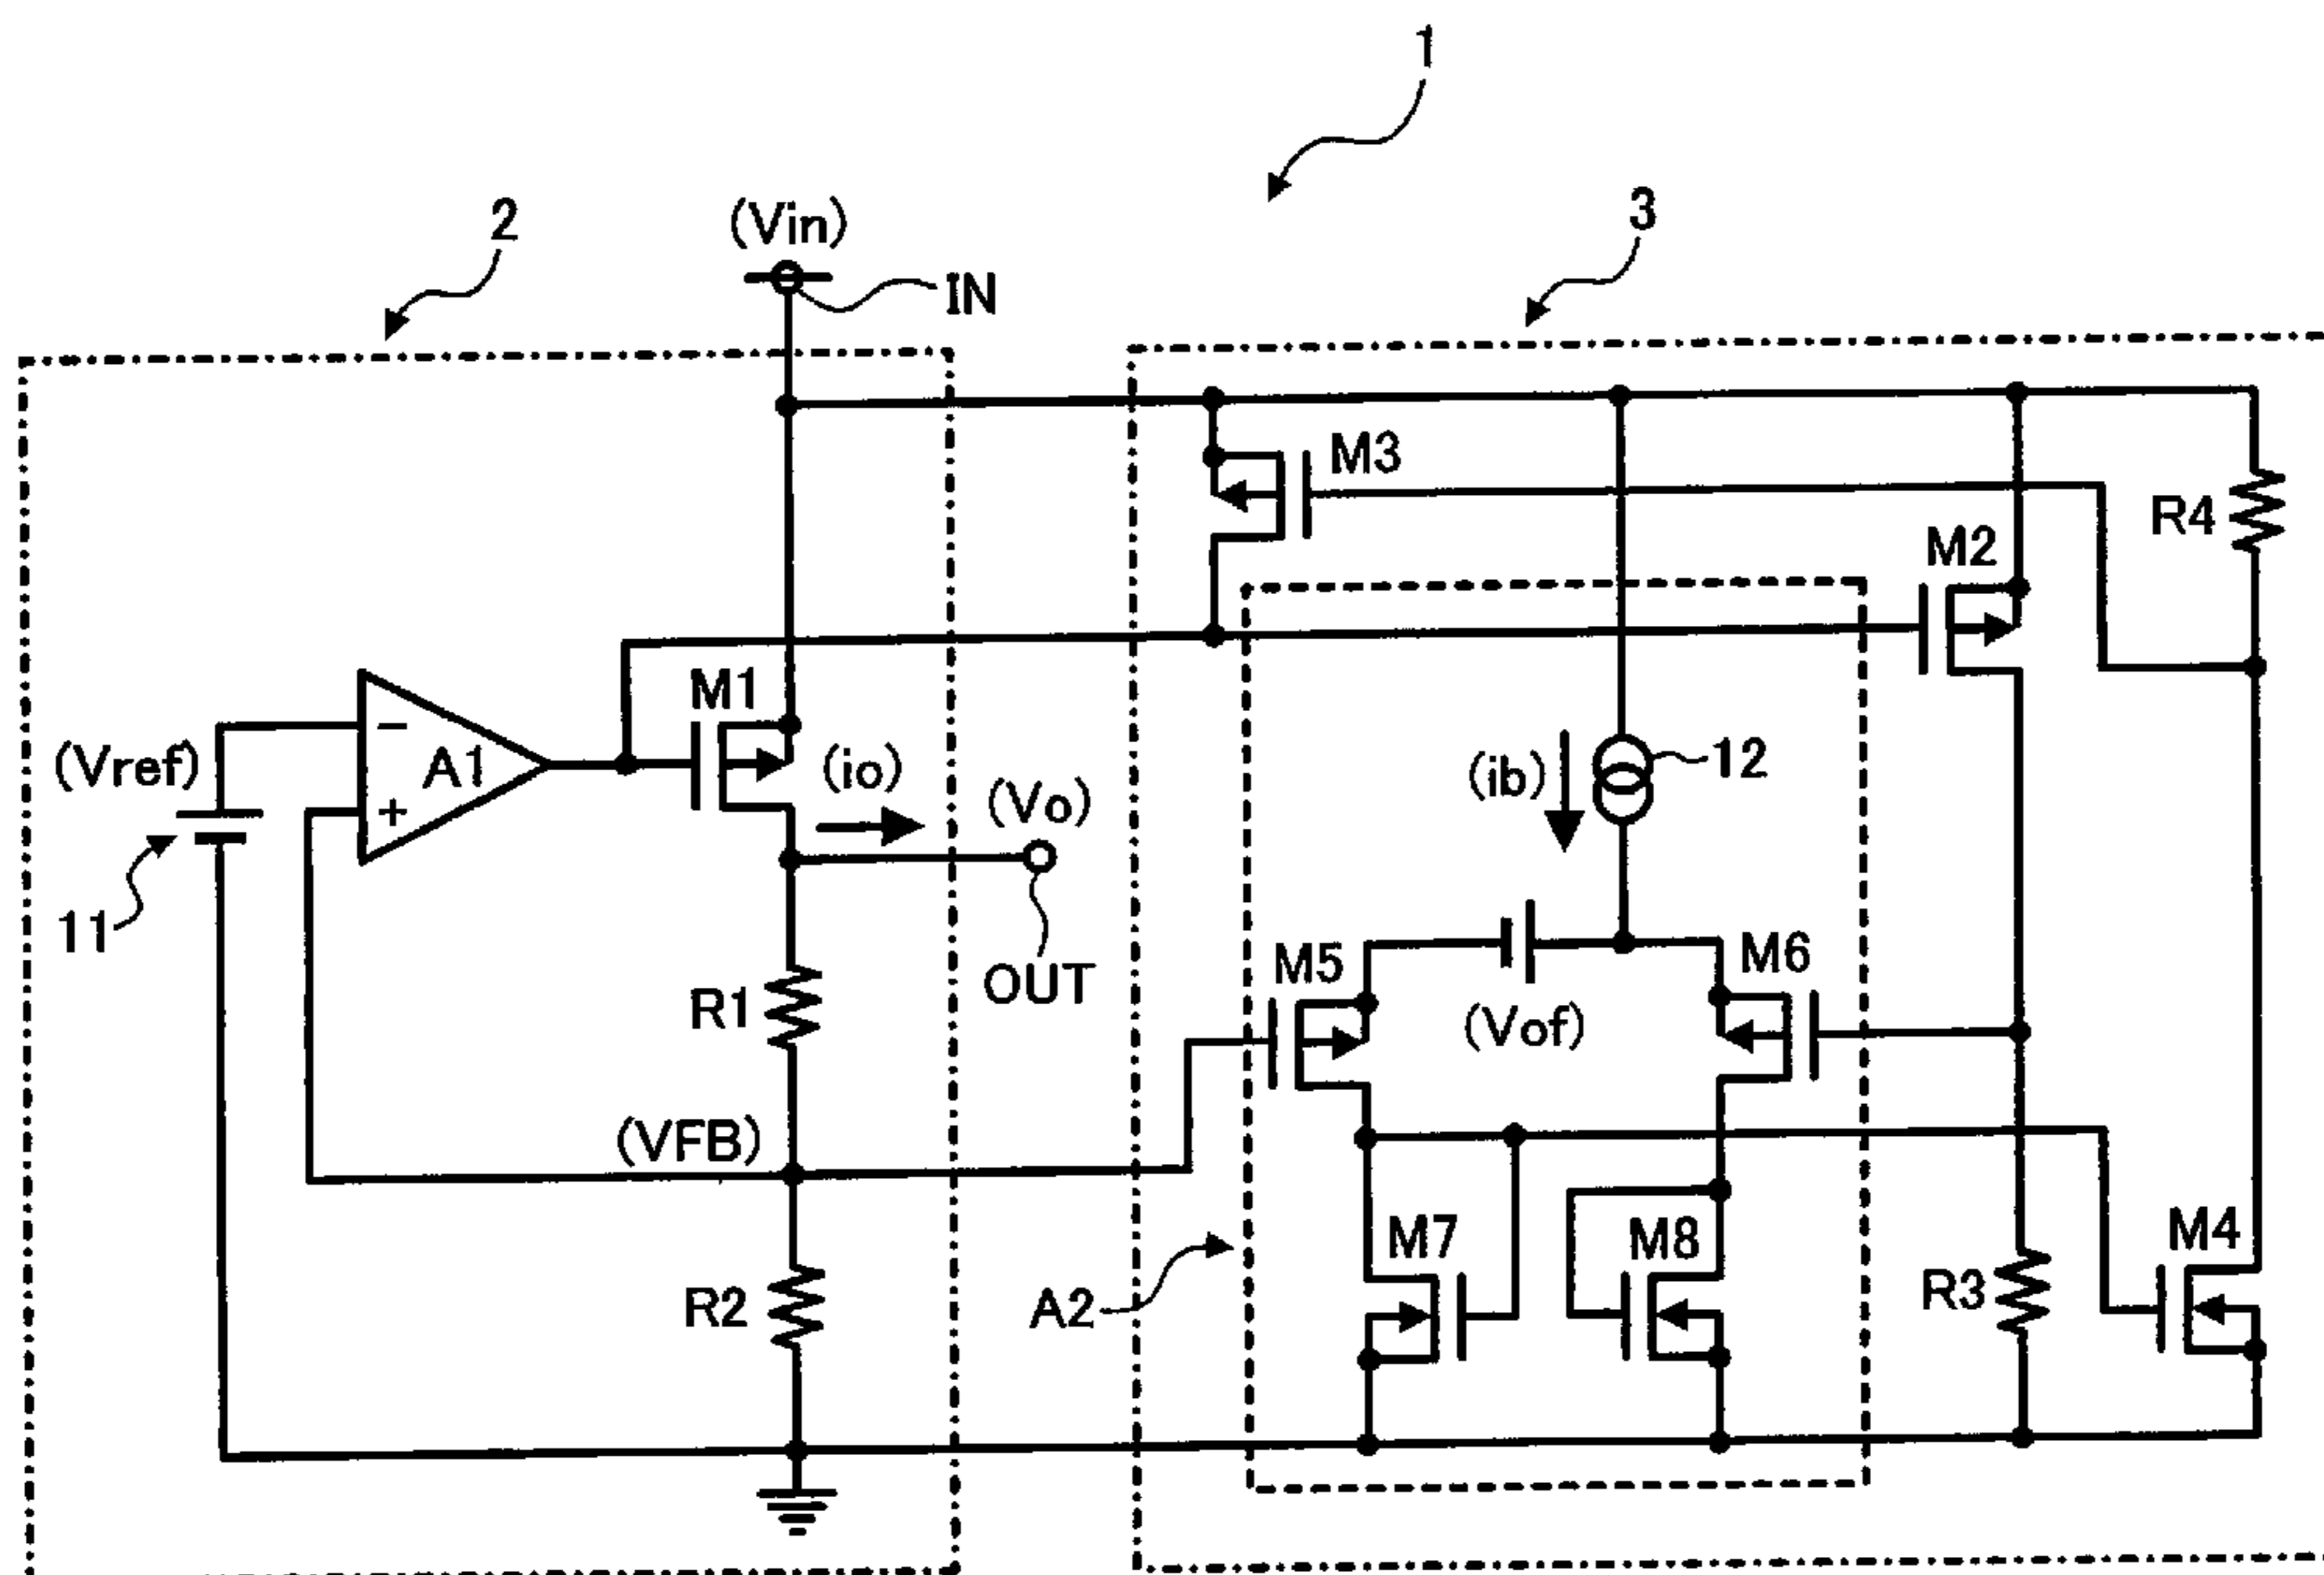 1
2
(Vin)
3
IN
M3
R4
M2
M1
(Vref)
−
A1
(io)
(ib)
12
+
(Vo)
11
M5
M6
R1
OUT
(Vof)
(VFB)
M7
M8
M4
R2
A2
R3